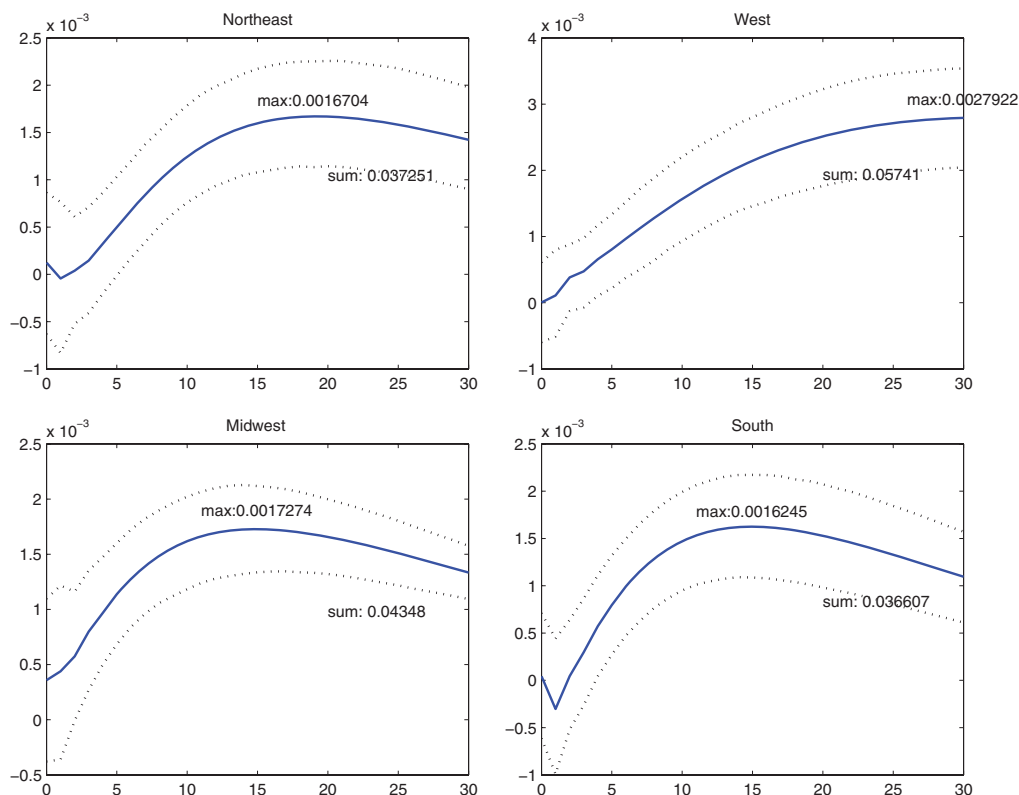 Northeast
x 10⁻³
2.5
2
1.5
1
0.5
0
−0.5
−1
0 5 10 15 20 25 30
max:0.0016704
sum: 0.037251
West
x 10⁻³
4
3
2
1
0
−1
0 5 10 15 20 25 30
max:0.0027922
sum: 0.05741
Midwest
x 10⁻³
2.5
2
1.5
1
0.5
0
−0.5
0 5 10 15 20 25 30
max:0.0017274
sum: 0.04348
South
x 10⁻³
2.5
2
1.5
1
0.5
0
−0.5
−1
0 5 10 15 20 25 30
max:0.0016245
sum: 0.036607